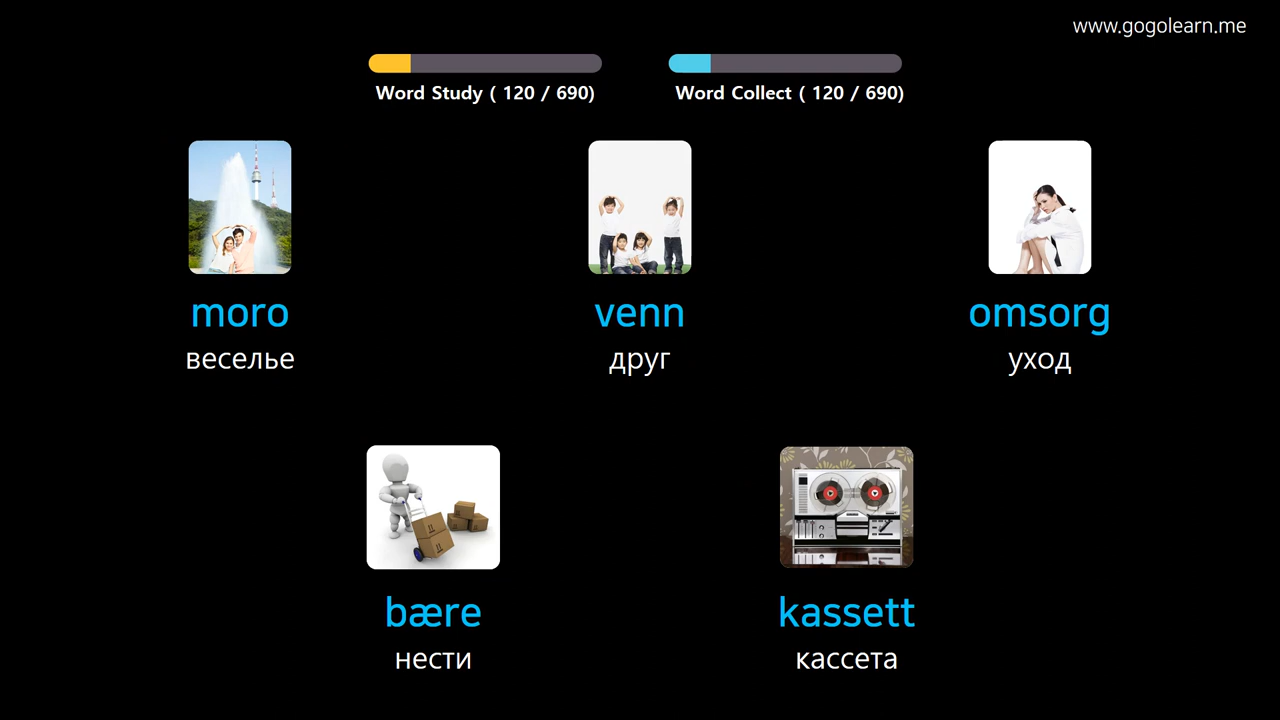 www.gogolearn.me
Word Study ( 120 / 690)
Word Collect ( 120 / 690)
moro
веселье
venn
друг
omsorg
уход
bære
нести
kassett
кассета